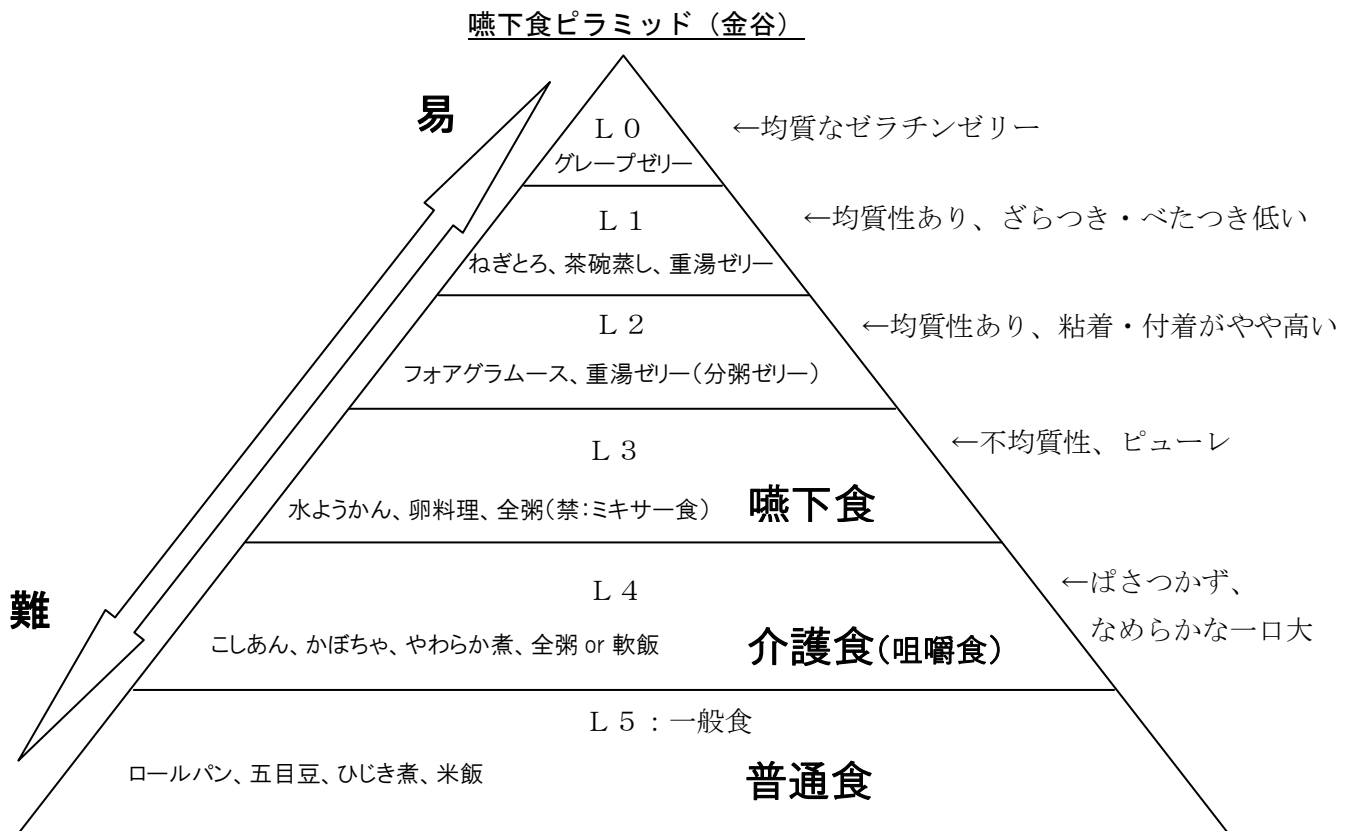 嚥下食ピラミッド（金谷）
易
Ｌ０
←均質なゼラチンゼリー
グレープゼリー
Ｌ１
←均質性あり、ざらつき・べたつき低い
ねぎとろ、茶碗蒸し、重湯ゼリー
Ｌ２
←均質性あり、粘着・付着がやや高い
フォアグラムース、重湯ゼリー（分粥ゼリー）
Ｌ３
←不均質性、ピューレ
水ようかん、卵料理、全粥（禁：ミキサー食）
嚥下食
難
Ｌ４
←ぱさつかず、
なめらかな一口大
こしあん、かぼちゃ、やわらか煮、全粥 or 軟飯
介護食（咀嚼食）
Ｌ５：一般食
ロールパン、五目豆、ひじき煮、米飯
普通食